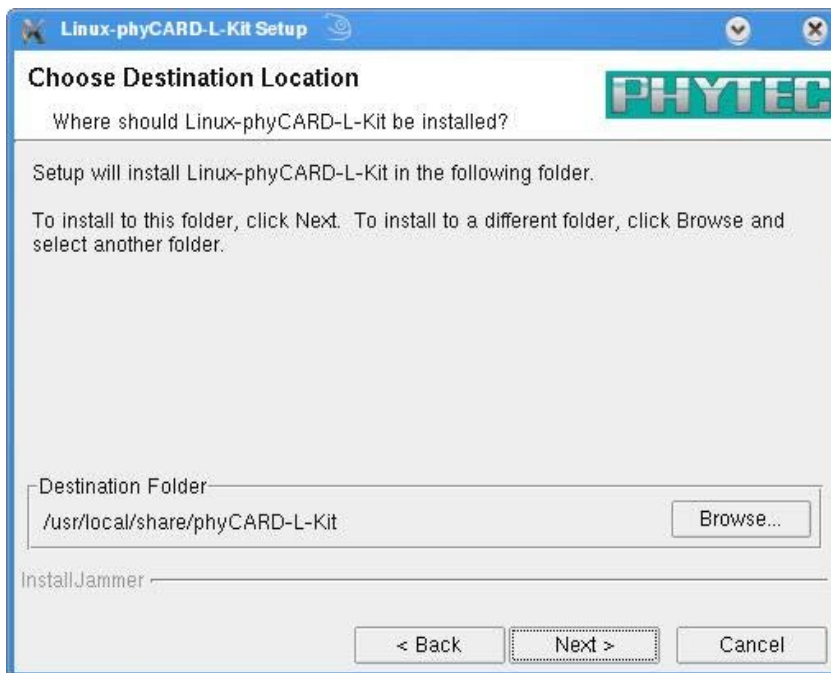 Linux-phyCARD-L-Kit Setup
Choose Destination Location
PHYTEC
Where should Linux-phyCARD-L-Kit be installed?
Setup will install Linux-phyCARD-L-Kit in the following folder.
To install to this folder, click Next. To install to a different folder, click Browse and
select another folder.
Destination Folder
/usr/local/share/phyCARD-L-Kit
Browse...
InstallJammer
< Back
Next >
Cancel